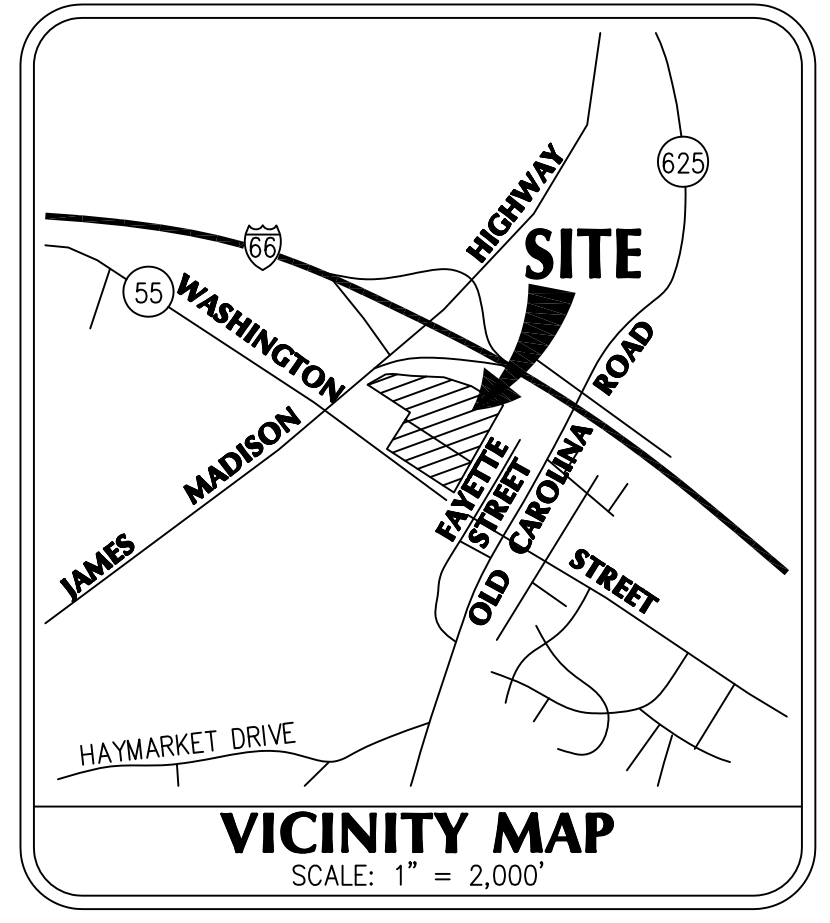 HIGHWAY
625
SITE
66
55
WASHINGTON
ROAD
MADISON
JAMES
FAYETTE
STREET
CAROLINA
OLD
STREET
HAYMARKET DRIVE
VICINITY MAP
SCALE: 1" = 2,000'